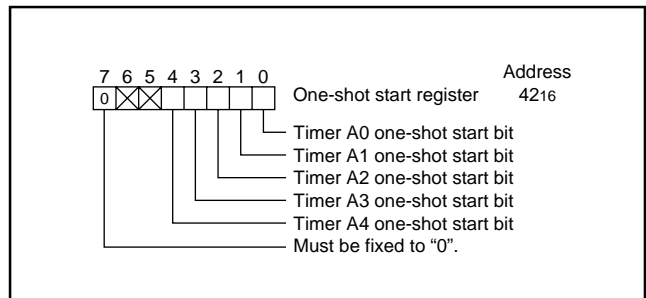 Address
7 6 5 4 3 2 1 0
0 One-shot start register 4216
Timer A0 one-shot start bit
Timer A1 one-shot start bit
Timer A2 one-shot start bit
Timer A3 one-shot start bit
Timer A4 one-shot start bit
Must be fixed to “0”.